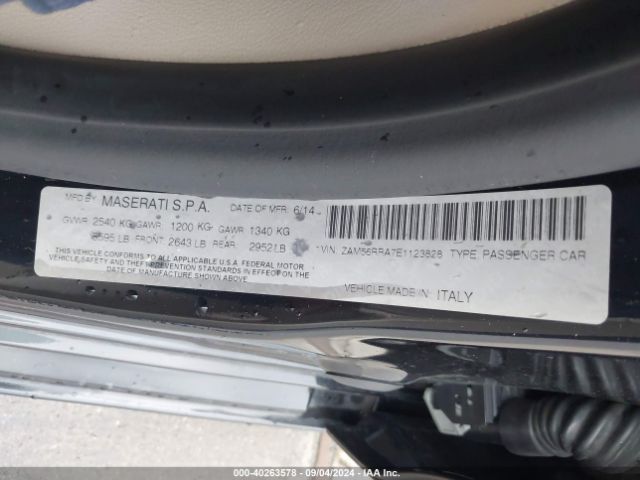 MFD BY MASERATI S.P.A. DATE OF MFR. 6/14
GVWR 2540 KG GAWR 1200 KG GAWR 1340 KG
5595 LB FRONT 2643 LB REAR 2952 LB
THIS VEHICLE CONFORMS TO ALL APPLICABLE U.S.A. FEDERAL MOTOR
VEHICLE SAFETY AND THEFT PREVENTION STANDARDS IN EFFECT ON THE
DATE OF MANUFACTURE SHOWN ABOVE
VIN. ZAM56RRA7E1123828 TYPE PASSENGER CAR
VEHICLE MADE IN ITALY
000-40263578 - 09/04/2024 - IAAI.COM